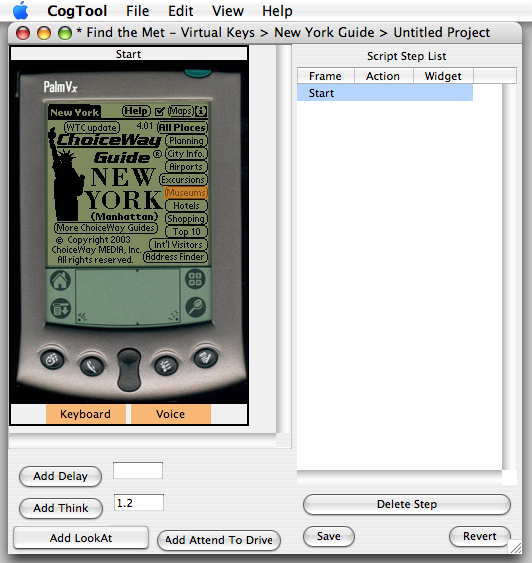 CogTool File Edit View Help
* Find the Met - Virtual Keys > New York Guide > Untitled Project
Start
PalmVx
New York Help Maps i
WTC update 4.01 All Places
ChoiceWay Planning
Guide ® City Info.
Airports
NEW Excursions
YORK Museums
Hotels
(Manhattan) Shopping
More ChoiceWay Guides Top 10
© Copyright 2003 Int'l Visitors
ChoiceWay MEDIA, Inc.
All rights reserved. Address Finder
Keyboard Voice
Add Delay
Add Think 1.2
Add LookAt Add Attend To Drive
Script Step List
Frame Action Widget
Start
Delete Step
Save Revert